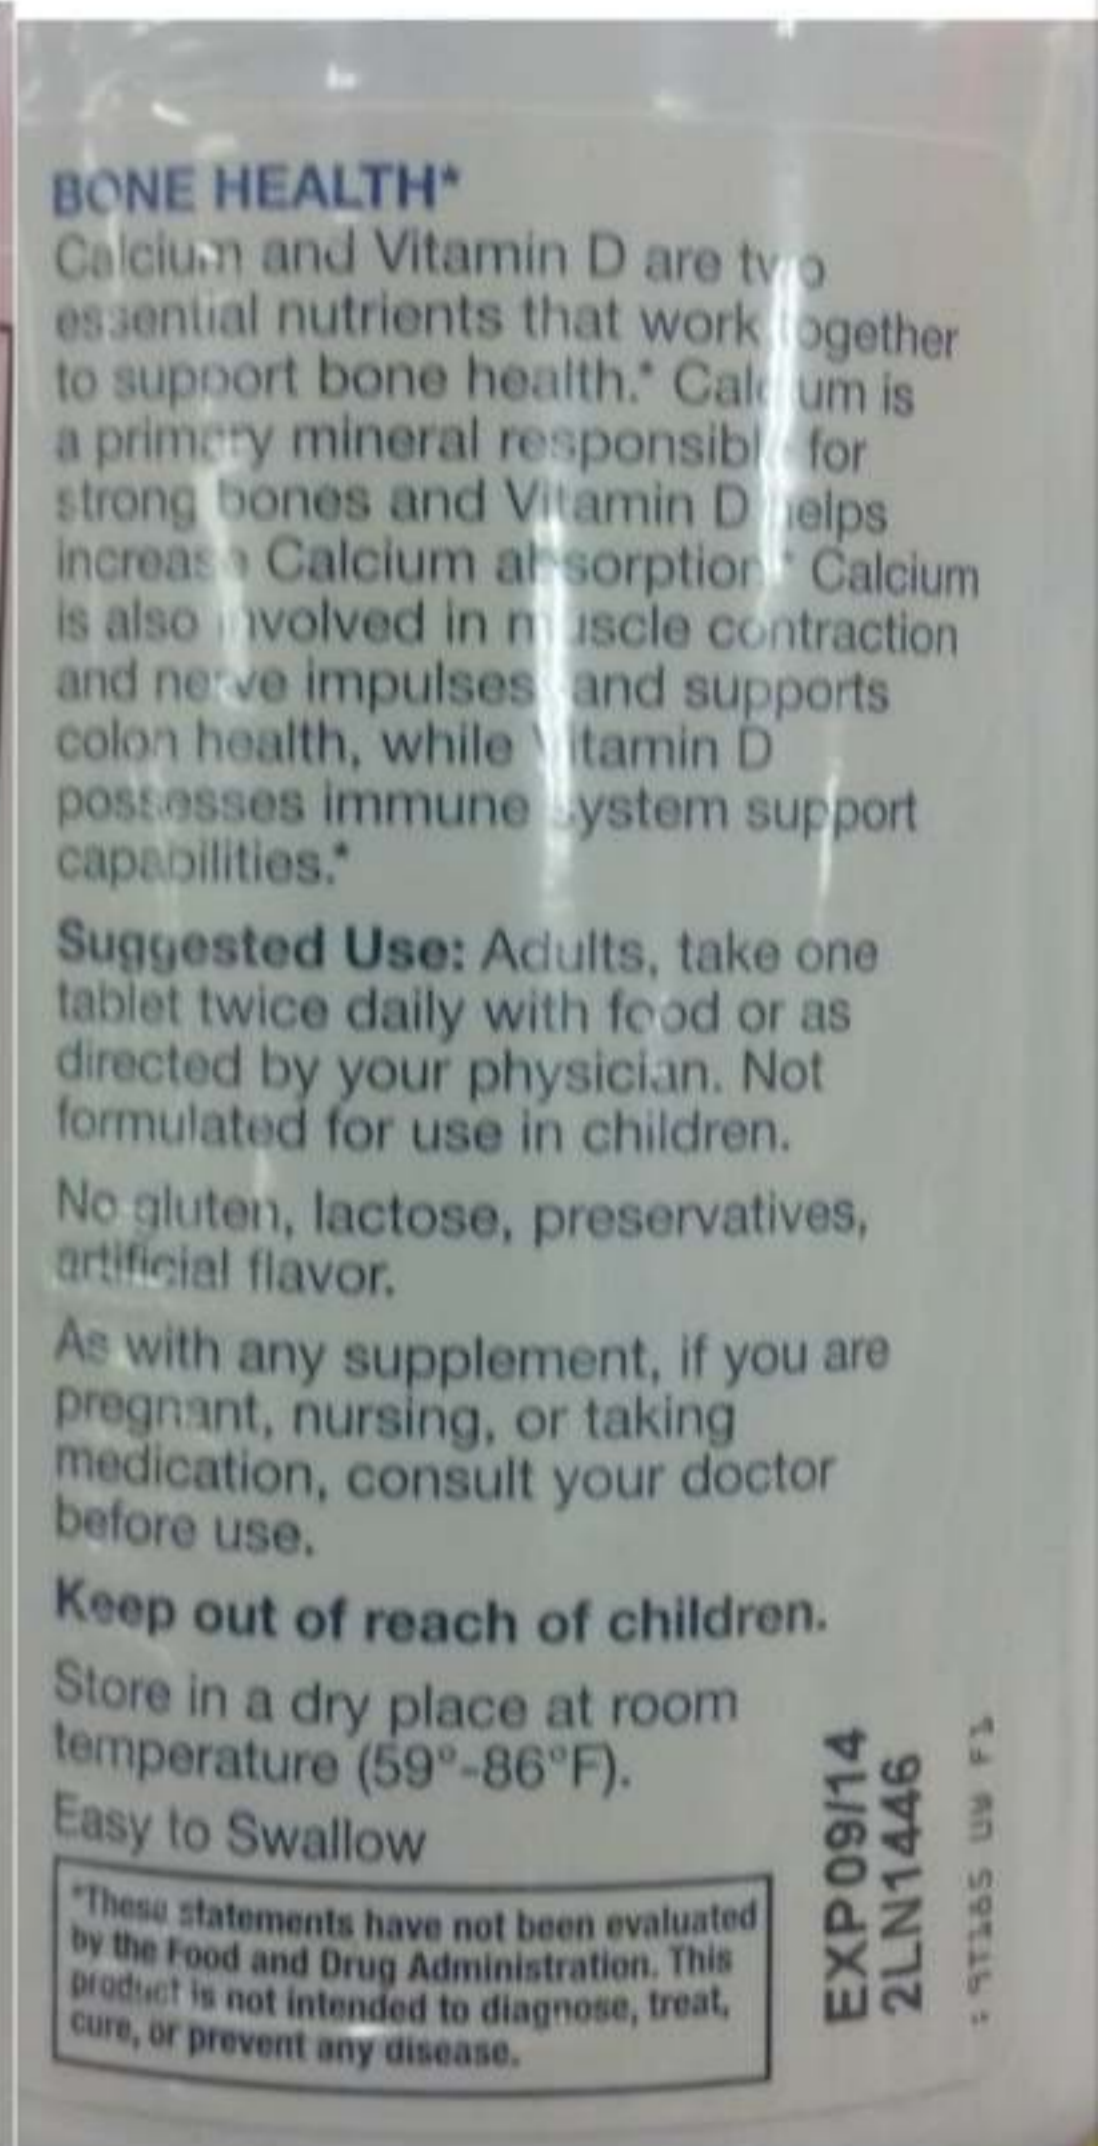 BONE HEALTH*
Calcium and Vitamin D are two
essential nutrients that work together
to support bone health.* Calcium is
a primary mineral responsible for
strong bones and Vitamin D helps
increase Calcium absorption.* Calcium
is also involved in muscle contraction
and nerve impulses and supports
colon health, while Vitamin D
possesses immune system support
capabilities.*
Suggested Use: Adults, take one
tablet twice daily with food or as
directed by your physician. Not
formulated for use in children.
No gluten, lactose, preservatives,
artificial flavor.
As with any supplement, if you are
pregnant, nursing, or taking
medication, consult your doctor
before use.
Keep out of reach of children.
Store in a dry place at room
temperature (59°-86°F).
Easy to Swallow
*These statements have not been evaluated
by the Food and Drug Administration. This
product is not intended to diagnose, treat,
cure, or prevent any disease.
EXP09/14
2LN1446